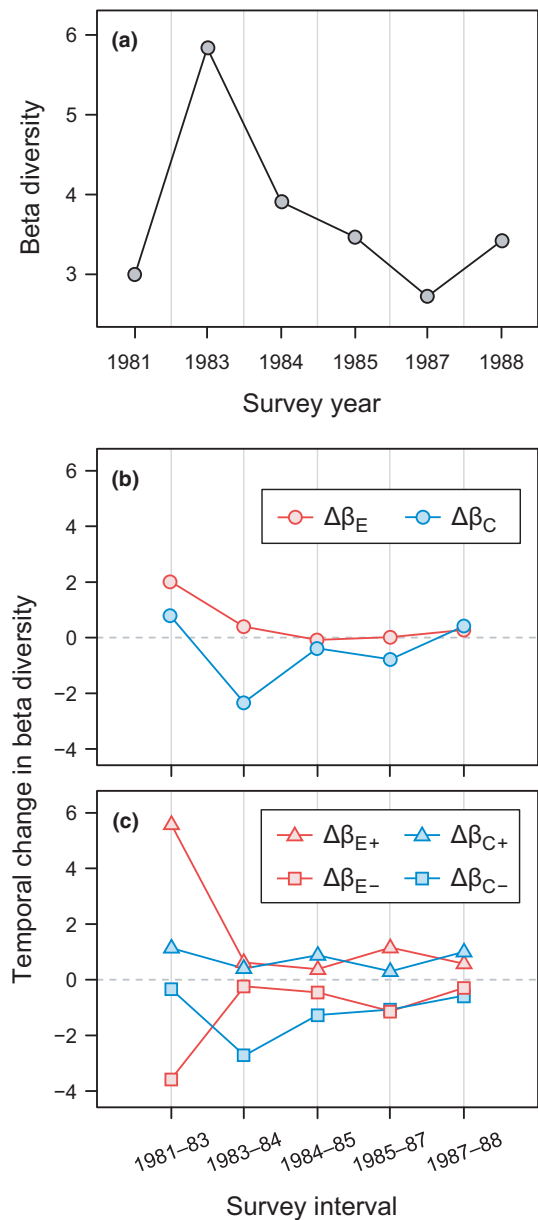 (a)
6
5
4
3
Beta diversity
1981 1983 1984 1985 1987 1988
Survey year
(b)
ΔβE ΔβC
6
4
2
0
−2
−4
Temporal change in beta diversity
(c)
ΔβE+ ΔβC+
ΔβE− ΔβC−
6
4
2
0
−2
−4
1981–83 1983–84 1984–85 1985–87 1987–88
Survey interval